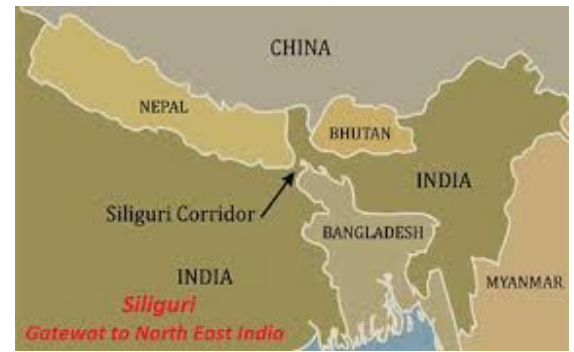 CHINA
NEPAL
BHUTAN
INDIA
Siliguri Corridor
BANGLADESH
INDIA
MYANMAR
Siliguri
Gatewat to North East India